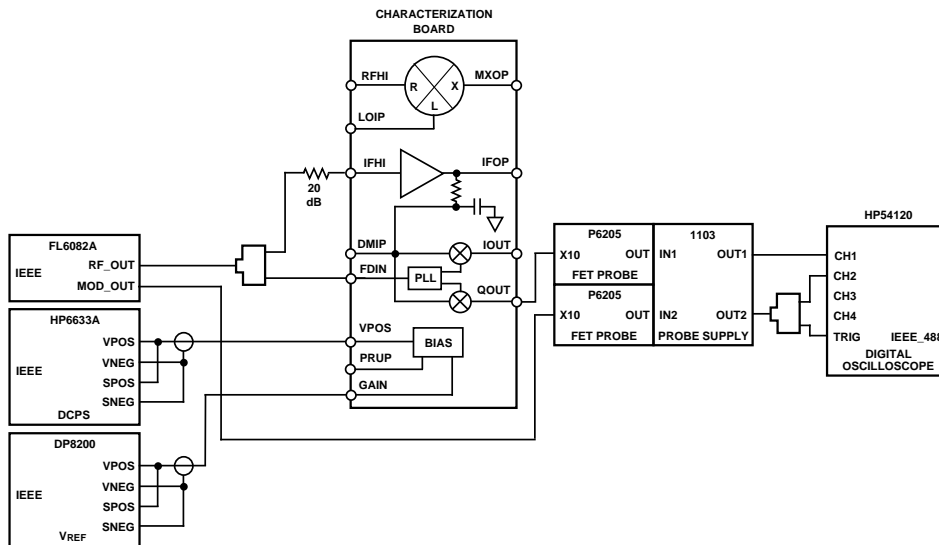 CHARACTERIZATION
BOARD
RFHI
R
X
L
MXOP
LOIP
IFHI
IFOP
20
dB
DMIP
IOUT
FDIN
PLL
QOUT
VPOS
BIAS
PRUP
GAIN
FL6082A
IEEE
RF_OUT
MOD_OUT
HP6633A
VPOS
IEEE
VNEG
SPOS
SNEG
DCPS
DP8200
VPOS
IEEE
VNEG
SPOS
SNEG
VREF
P6205
X10
OUT
FET PROBE
P6205
X10
OUT
FET PROBE
1103
IN1
OUT1
IN2
OUT2
PROBE SUPPLY
HP54120
CH1
CH2
CH3
CH4
TRIG
IEEE_488
DIGITAL
OSCILLOSCOPE